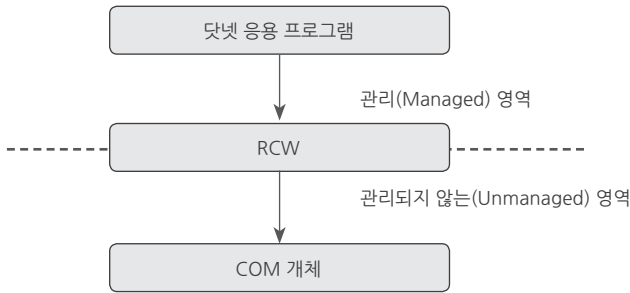 닷넷 응용 프로그램
관리(Managed) 영역
RCW
관리되지 않는(Unmanaged) 영역
COM 개체